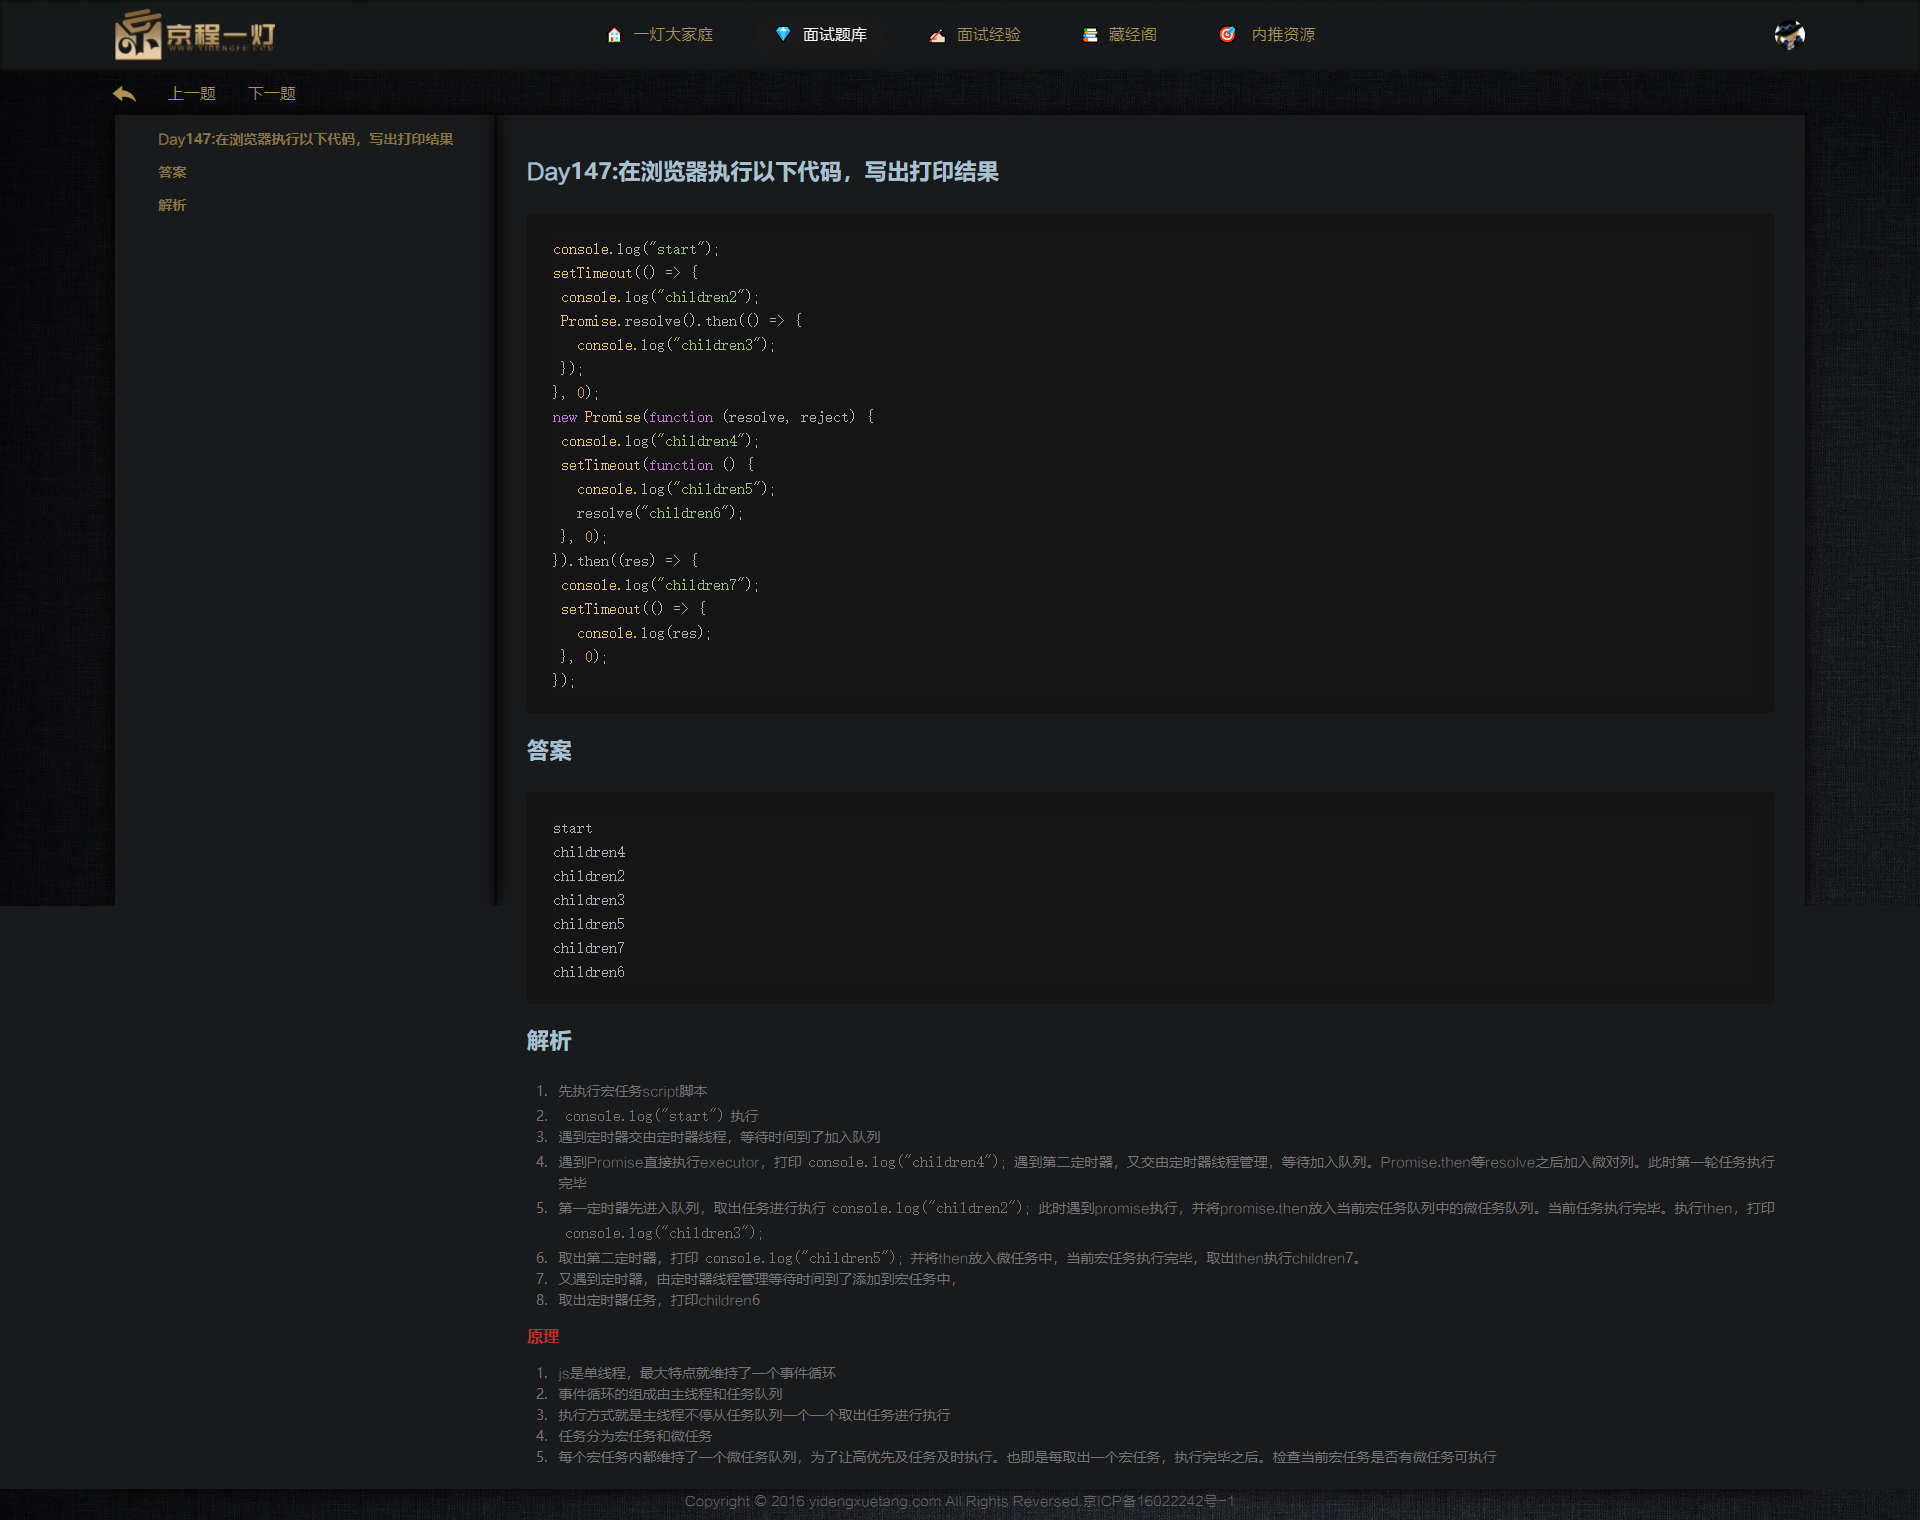 京程一灯
WWW.YIDENGFE.COM
一灯大家庭
面试题库
面试经验
藏经阁
内推资源
上一题
下一题
Day147:在浏览器执行以下代码，写出打印结果
答案
解析
Day147:在浏览器执行以下代码，写出打印结果
console.log("start");
setTimeout(() => {
 console.log("children2");
 Promise.resolve().then(() => {
   console.log("children3");
 });
}, 0);
new Promise(function (resolve, reject) {
 console.log("children4");
 setTimeout(function () {
   console.log("children5");
   resolve("children6");
 }, 0);
}).then((res) => {
 console.log("children7");
 setTimeout(() => {
   console.log(res);
 }, 0);
});
答案
start
children4
children2
children3
children5
children7
children6
解析
1. 先执行宏任务script脚本
2. console.log("start") 执行
3. 遇到定时器交由定时器线程，等待时间到了加入队列
4. 遇到Promise直接执行executor，打印 console.log("children4"); 遇到第二定时器，又交由定时器线程管理，等待加入队列。Promise.then等resolve之后加入微对列。此时第一轮任务执行
完毕
5. 第一定时器先进入队列，取出任务进行执行 console.log("children2"); 此时遇到promise执行，并将promise.then放入当前宏任务队列中的微任务队列。当前任务执行完毕。执行then，打印
console.log("children3");
6. 取出第二定时器，打印 console.log("children5"); 并将then放入微任务中，当前宏任务执行完毕，取出then执行children7。
7. 又遇到定时器，由定时器线程管理等待时间到了添加到宏任务中，
8. 取出定时器任务，打印children6
原理
1. js是单线程，最大特点就维持了一个事件循环
2. 事件循环的组成由主线程和任务队列
3. 执行方式就是主线程不停从任务队列一个一个取出任务进行执行
4. 任务分为宏任务和微任务
5. 每个宏任务内都维持了一个微任务队列，为了让高优先及任务及时执行。也即是每取出一个宏任务，执行完毕之后。检查当前宏任务是否有微任务可执行
Copyright © 2016 yidengxuetang.com All Rights Reversed.京ICP备16022242号-1